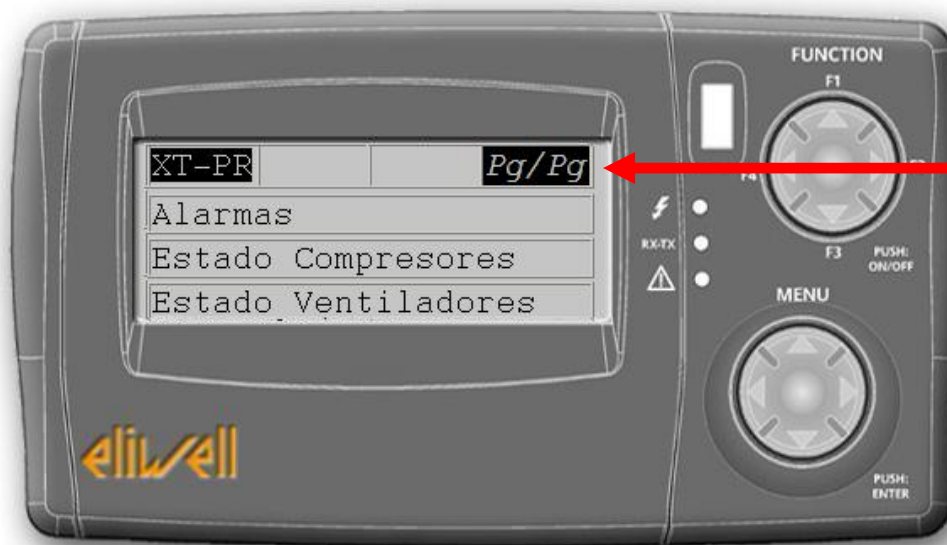 FUNCTION
F1
XT-PR Pg/Pg
F4
Alarmas
RX-TX
F3
PUSH:
ON/OFF
Estado Compresores
MENU
Estado Ventiladores
eliwell
PUSH:
ENTER